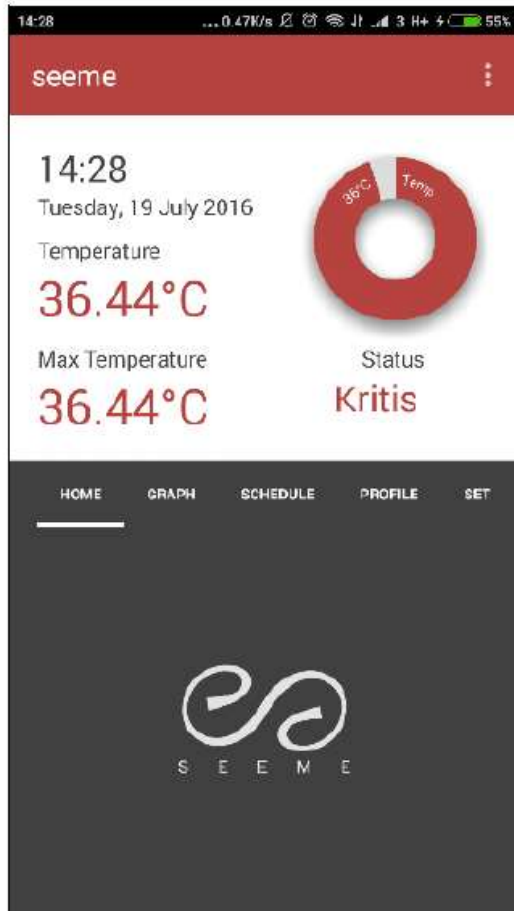 14:28 ...0.47K/s 3 H+ 55%
seeme
14:28
Tuesday, 19 July 2016
Temperature
36.44°C
36°C Temp
Max Temperature
36.44°C
Status
Kritis
HOME GRAPH SCHEDULE PROFILE SET
SEEME